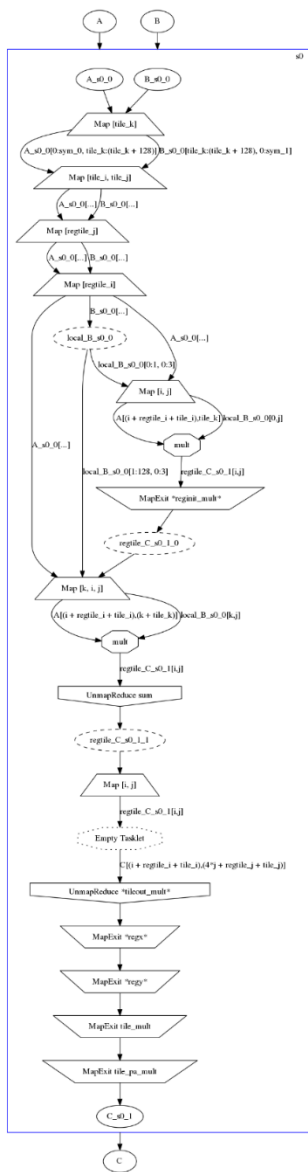 A
B
s0
A_s0_0
B_s0_0
Map [tile_k]
A_s0_0[0:sym_0, tile_k:(tile_k + 128)]
B_s0_0[tile_k:(tile_k + 128), 0:sym_1]
Map [tile_i, tile_j]
A_s0_0[...]
B_s0_0[...]
Map [regtile_j]
A_s0_0[...]
B_s0_0[...]
Map [regtile_i]
B_s0_0[...]
local_B_s0_0
A_s0_0[...]
local_B_s0_0[0:1, 0:3]
Map [i, j]
A[(i + regtile_i + tile_i),tile_k]
local_B_s0_0[0,j]
A_s0_0[...]
mult
local_B_s0_0[1:128, 0:3]
regtile_C_s0_1[i,j]
MapExit *reginit_mult*
regtile_C_s0_1_0
Map [k, i, j]
A[(i + regtile_i + tile_i),(k + tile_k)]
local_B_s0_0[k,j]
mult
regtile_C_s0_1[i,j]
UnmapReduce sum
regtile_C_s0_1_1
Map [i, j]
regtile_C_s0_1[i,j]
Empty Tasklet
C[(i + regtile_i + tile_i),(4*j + regtile_j + tile_j)]
UnmapReduce *tileout_mult*
MapExit *regx*
MapExit *regy*
MapExit tile_mult
MapExit tile_pa_mult
C_s0_1
C